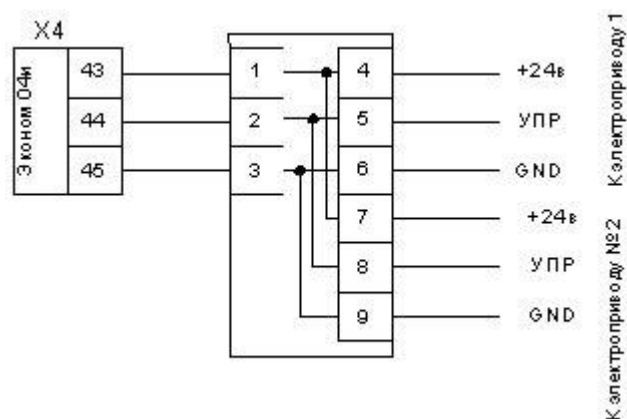 X4
Эконом 04и
43
44
45
1
2
3
4
5
6
7
8
9
+24в
УПР
GND
+24в
УПР
GND
К электроприводу 1
К электроприводу №2